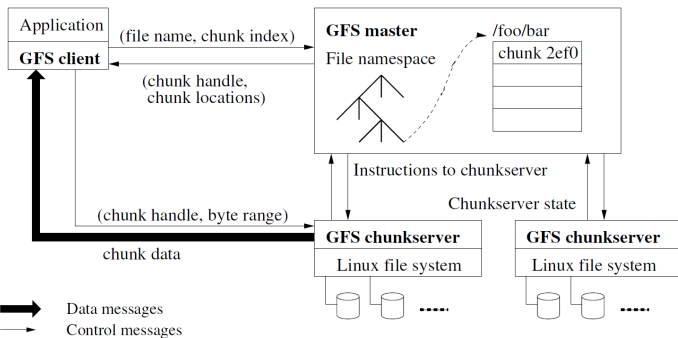 Application
GFS client
(file name, chunk index)
(chunk handle,
chunk locations)
GFS master
File namespace
/foo/bar
chunk 2ef0
Instructions to chunkserver
Chunkserver state
(chunk handle, byte range)
chunk data
GFS chunkserver
Linux file system
GFS chunkserver
Linux file system
Data messages
Control messages